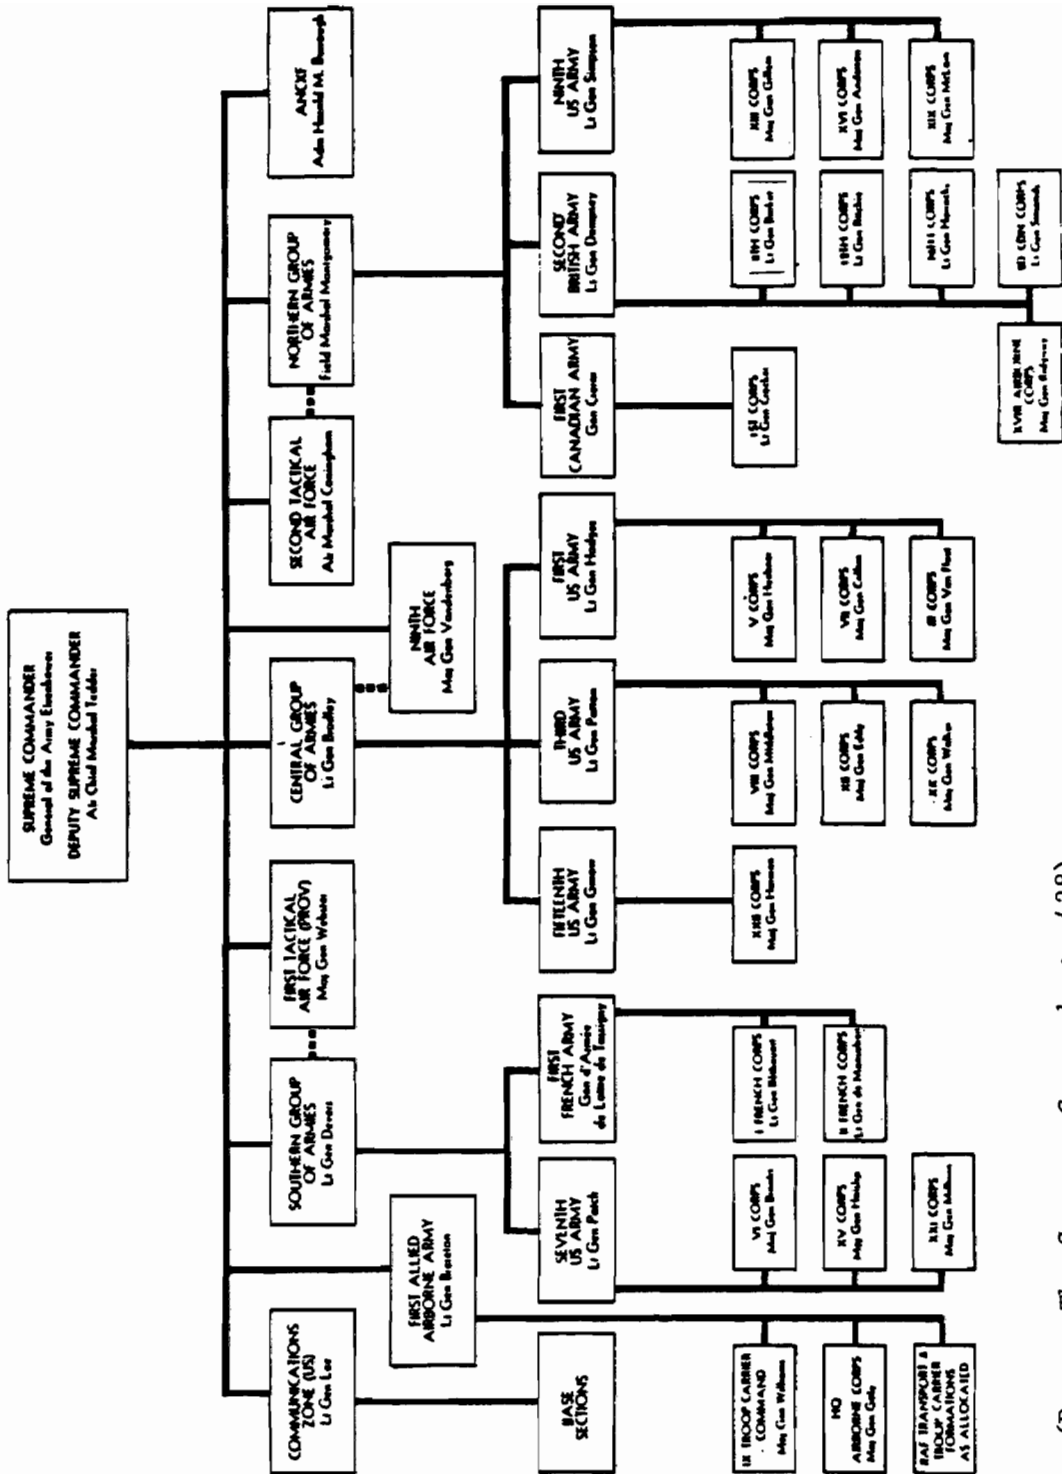 SUPREME COMMANDER
General of the Army Eisenhower
DEPUTY SUPREME COMMANDER
Air Chief Marshal Tedder
COMMUNICATIONS
ZONE (US)
Lt Gen Lee
FIRST ALLIED
AIRBORNE ARMY
Lt Gen Brereton
SOUTHERN GROUP
OF ARMIES
Lt Gen Devers
FIRST TACTICAL
AIR FORCE (PROV)
Maj Gen Webster
CENTRAL GROUP
OF ARMIES
Lt Gen Bradley
NINTH
AIR FORCE
Maj Gen Vandenberg
SECOND TACTICAL
AIR FORCE
Air Marshal Coningham
NORTHERN GROUP
OF ARMIES
Field Marshal Montgomery
ANCXF
Adm Harold M. Burrough
BASE
SECTIONS
SEVENTH
US ARMY
Lt Gen Patch
FIRST
FRENCH ARMY
Gen d'Armee
de Lattre de Tassigny
FIFTEENTH
US ARMY
Lt Gen Gerow
THIRD
US ARMY
Lt Gen Patton
FIRST
US ARMY
Lt Gen Hodges
FIRST
CANADIAN ARMY
Gen Crerar
SECOND
BRITISH ARMY
Lt Gen Dempsey
NINTH
US ARMY
Lt Gen Simpson
IX TROOP CARRIER
COMMAND
Maj Gen Williams
HQ
AIRBORNE CORPS
Maj Gen Gale
RAF TRANSPORT &
TROOP CARRIER
FORMATIONS
AS ALLOCATED
VI CORPS
Maj Gen Brooks
XV CORPS
Maj Gen Haislip
XXI CORPS
Maj Gen Milburn
I FRENCH CORPS
Lt Gen Bethouart
II FRENCH CORPS
Lt Gen de Monsabert
XXII CORPS
Maj Gen Harmon
VIII CORPS
Maj Gen Middleton
XII CORPS
Maj Gen Eddy
XX CORPS
Maj Gen Walker
V CORPS
Maj Gen Huebner
VII CORPS
Maj Gen Collins
III CORPS
Maj Gen Van Fleet
1ST CORPS
Lt Gen Crocker
8TH CORPS
Lt Gen Barker
12TH CORPS
Lt Gen Ritchie
30TH CORPS
Lt Gen Horrocks
XVIII AIRBORNE
CORPS
Maj Gen Ridgway
CDN CORPS
Lt Gen Simonds
XIII CORPS
Maj Gen Gillem
XVI CORPS
Maj Gen Anderson
XIX CORPS
Maj Gen McLain